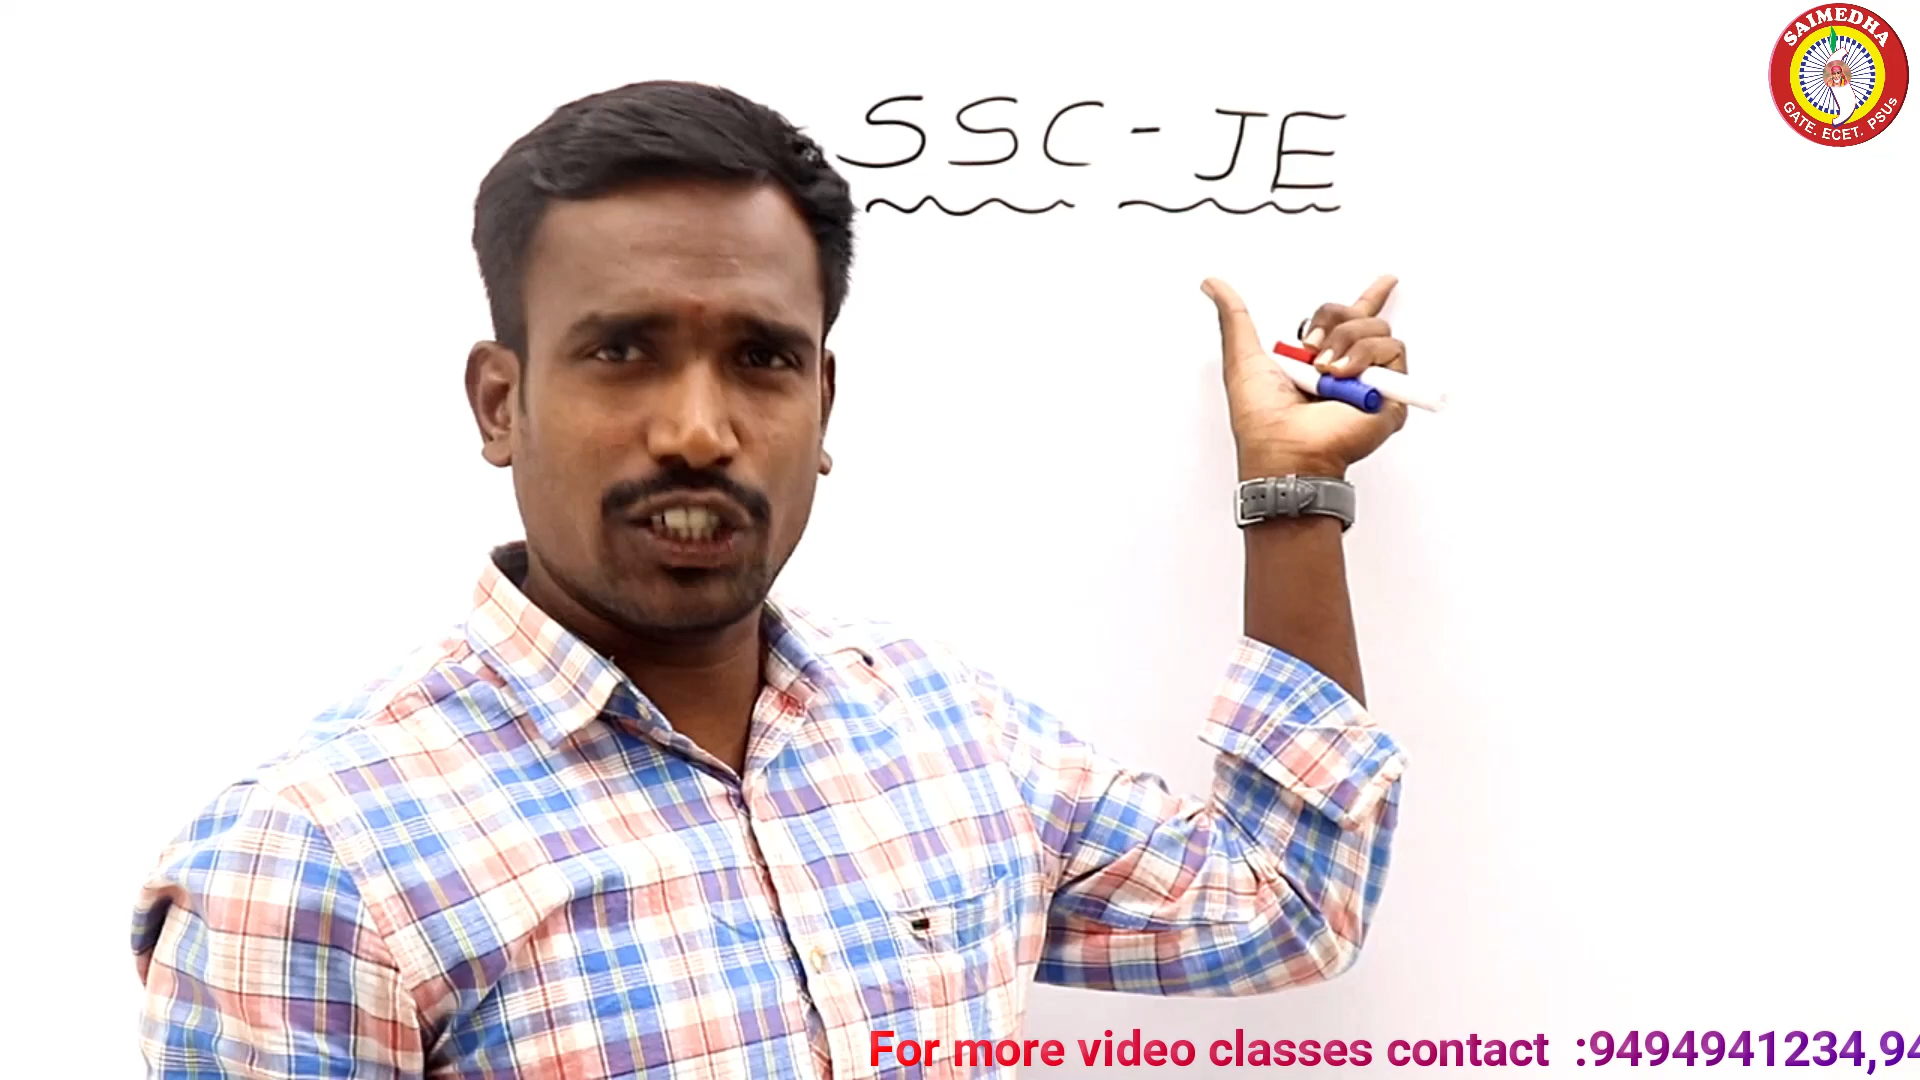 SSC - JE
SAIMEDHA
GATE. ECET. PSUs
For more video classes contact :9494941234,94